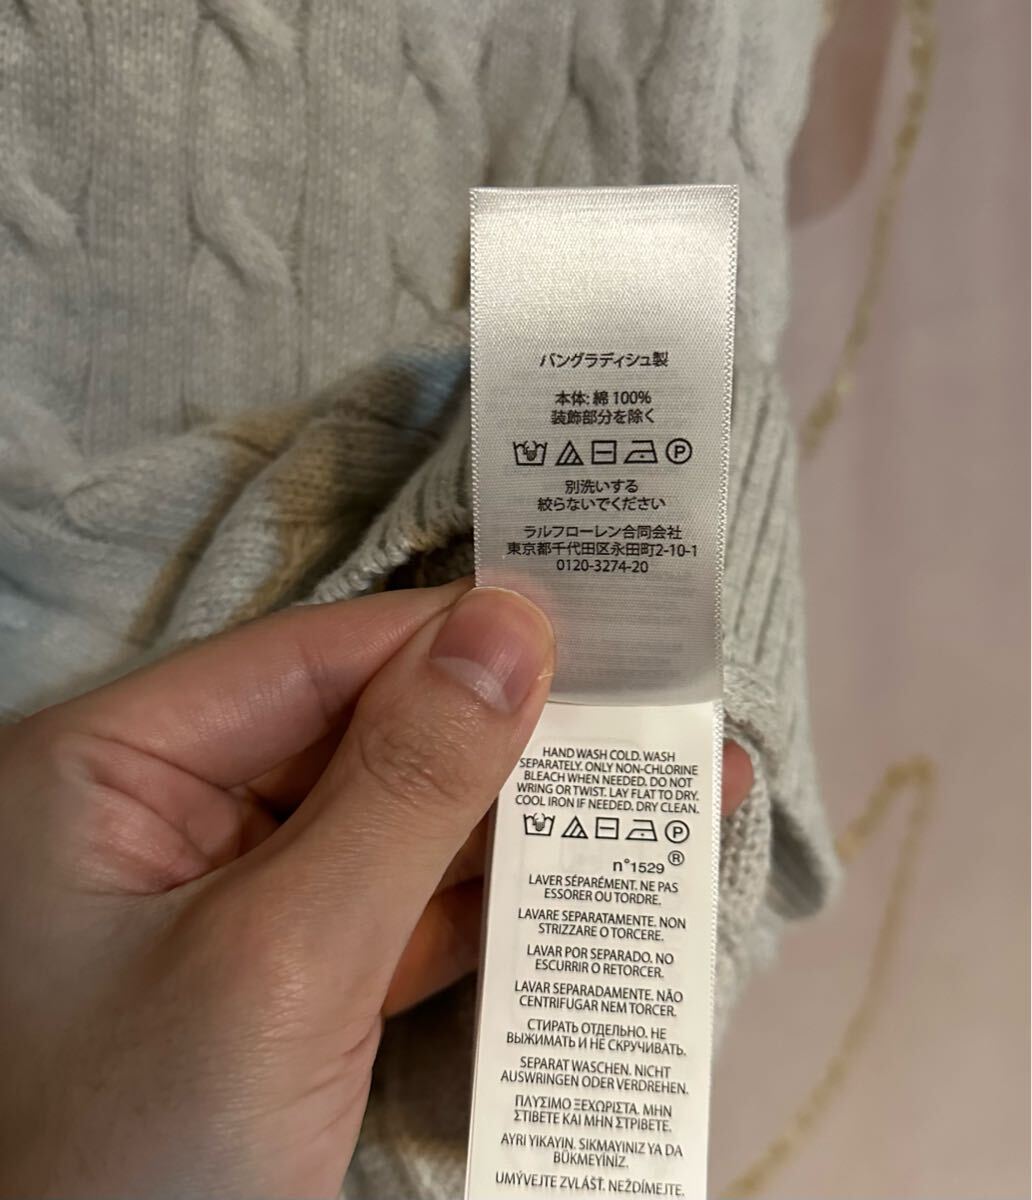 バングラディシュ製
本体: 綿 100%
装飾部分を除く
別洗いする
絞らないでください
ラルフローレン合同会社
東京都千代田区永田町2-10-1
0120-3274-20
HAND WASH COLD. WASH
SEPARATELY. ONLY NON-CHLORINE
BLEACH WHEN NEEDED. DO NOT
WRING OR TWIST. LAY FLAT TO DRY.
COOL IRON IF NEEDED. DRY CLEAN.
n°1529®
LAVER SÉPARÉMENT. NE PAS
ESSORER OU TORDRE.
LAVARE SEPARATAMENTE. NON
STRIZZARE O TORCERE.
LAVAR POR SEPARADO. NO
ESCURRIR O RETORCER.
LAVAR SEPARADAMENTE. NÃO
CENTRIFUGAR NEM TORCER.
СТИРАТЬ ОТДЕЛЬНО. НЕ
ВЫЖИМАТЬ И НЕ СКРУЧИВАТЬ.
SEPARAT WASCHEN. NICHT
AUSWRINGEN ODER VERDREHEN.
ΠΛΥΣΙΜΟ ΞΕΧΩΡΙΣΤΑ. ΜΗΝ
ΣΤΙΒΕΤΕ ΚΑΙ ΜΗΝ ΣΤΡΙΒΕΤΕ.
AYRI YIKAYIN. SIKMAYINIZ YA DA
BÜKMEYİNİZ.
UMÝVEJTE ZVLÁŠŤ. NEŽDÍMEJTE.